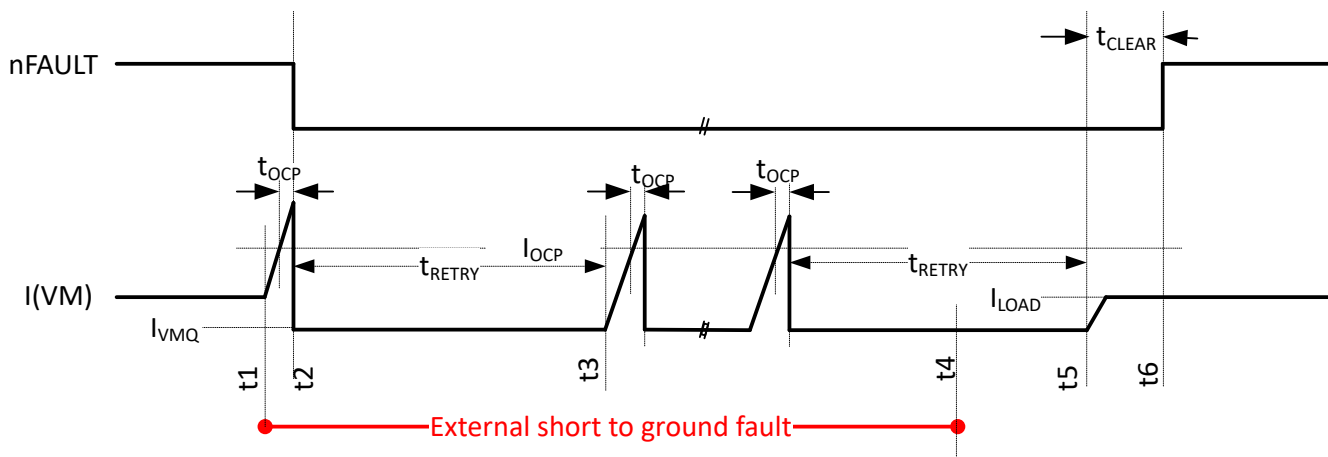 tCLEAR
nFAULT
tOCP
tOCP
tOCP
IOCP
tRETRY
tRETRY
I(VM)
ILOAD
IVMQ
t1
t2
t3
t4
t5
t6
External short to ground fault